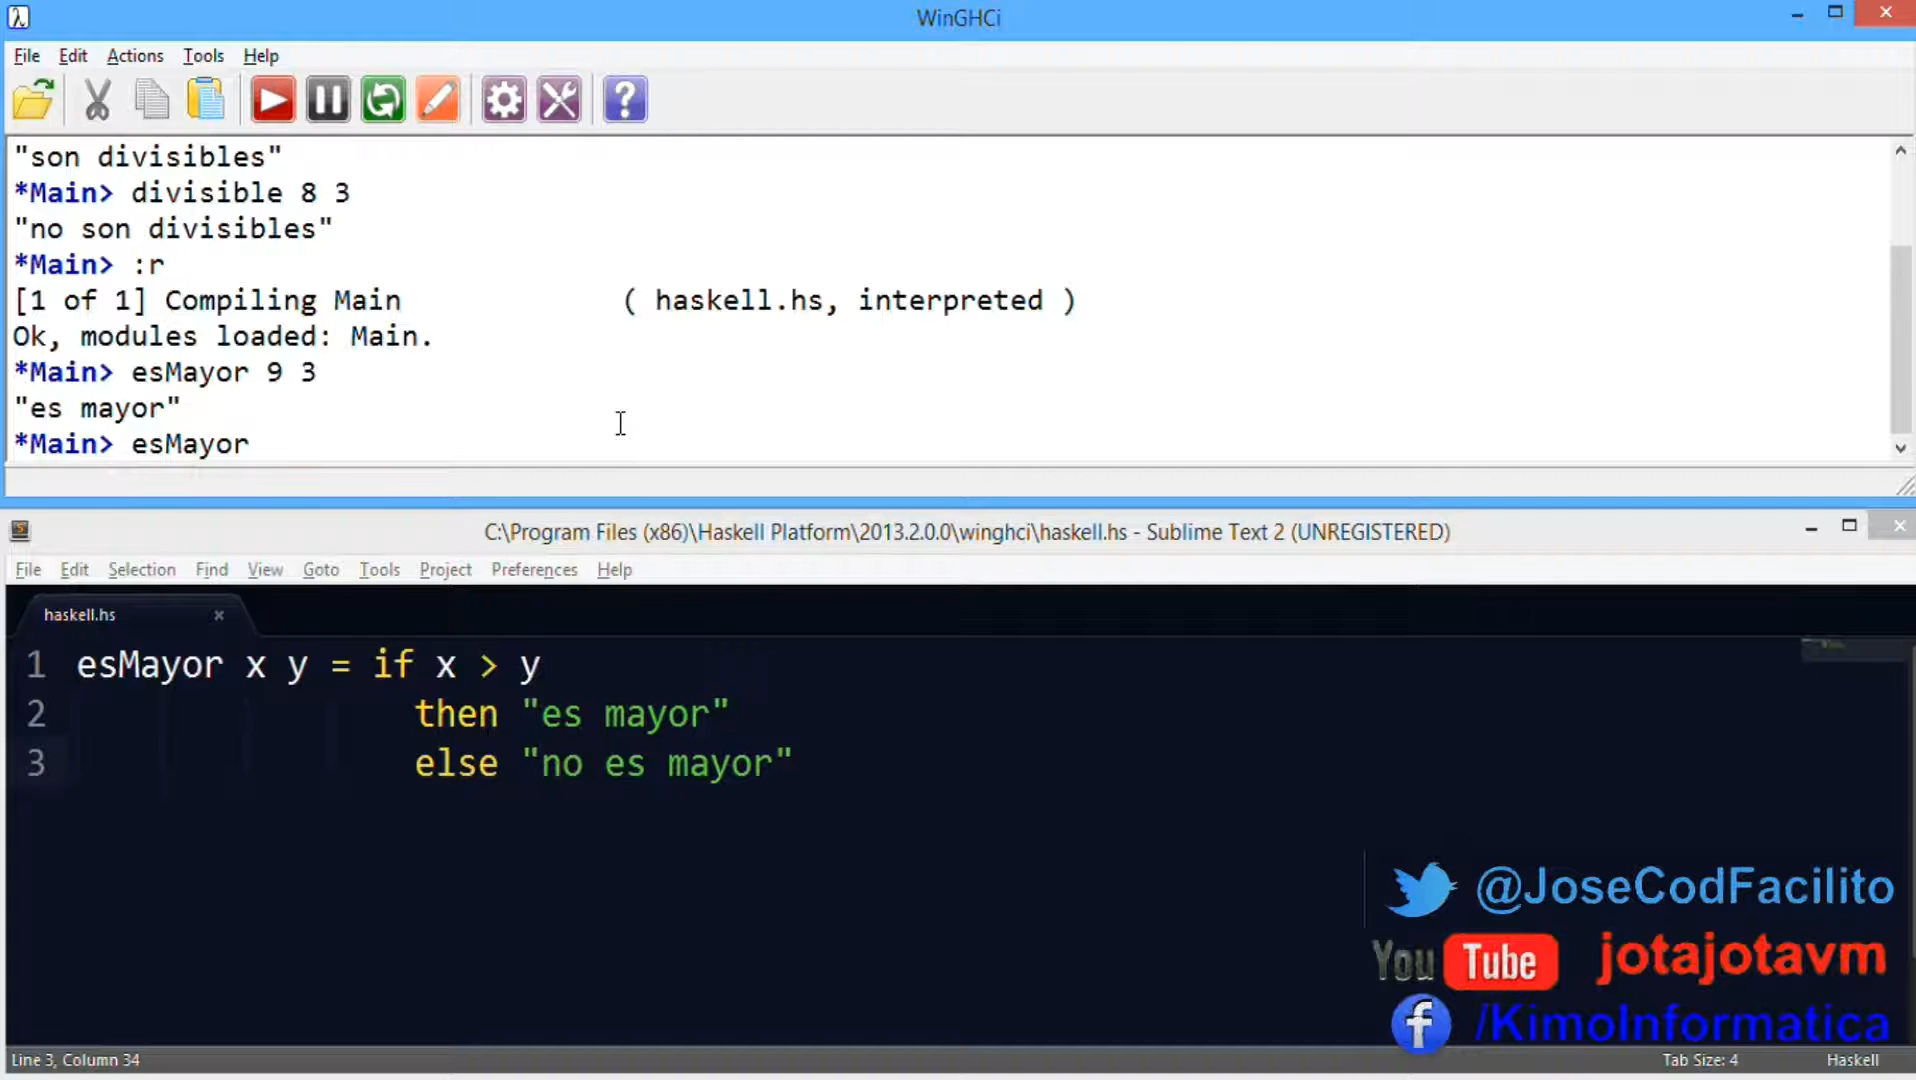 WinGHCi
File Edit Actions Tools Help
"son divisibles"
*Main> divisible 8 3
"no son divisibles"
*Main> :r
[1 of 1] Compiling Main ( haskell.hs, interpreted )
Ok, modules loaded: Main.
*Main> esMayor 9 3
"es mayor"
*Main> esMayor
C:\Program Files (x86)\Haskell Platform\2013.2.0.0\winghci\haskell.hs - Sublime Text 2 (UNREGISTERED)
File Edit Selection Find View Goto Tools Project Preferences Help
haskell.hs
1 esMayor x y = if x > y
2 then "es mayor"
3 else "no es mayor"
@JoseCodFacilito
You Tube jotajotavm
f /KimoInformatica
Line 3, Column 34 Tab Size: 4 Haskell